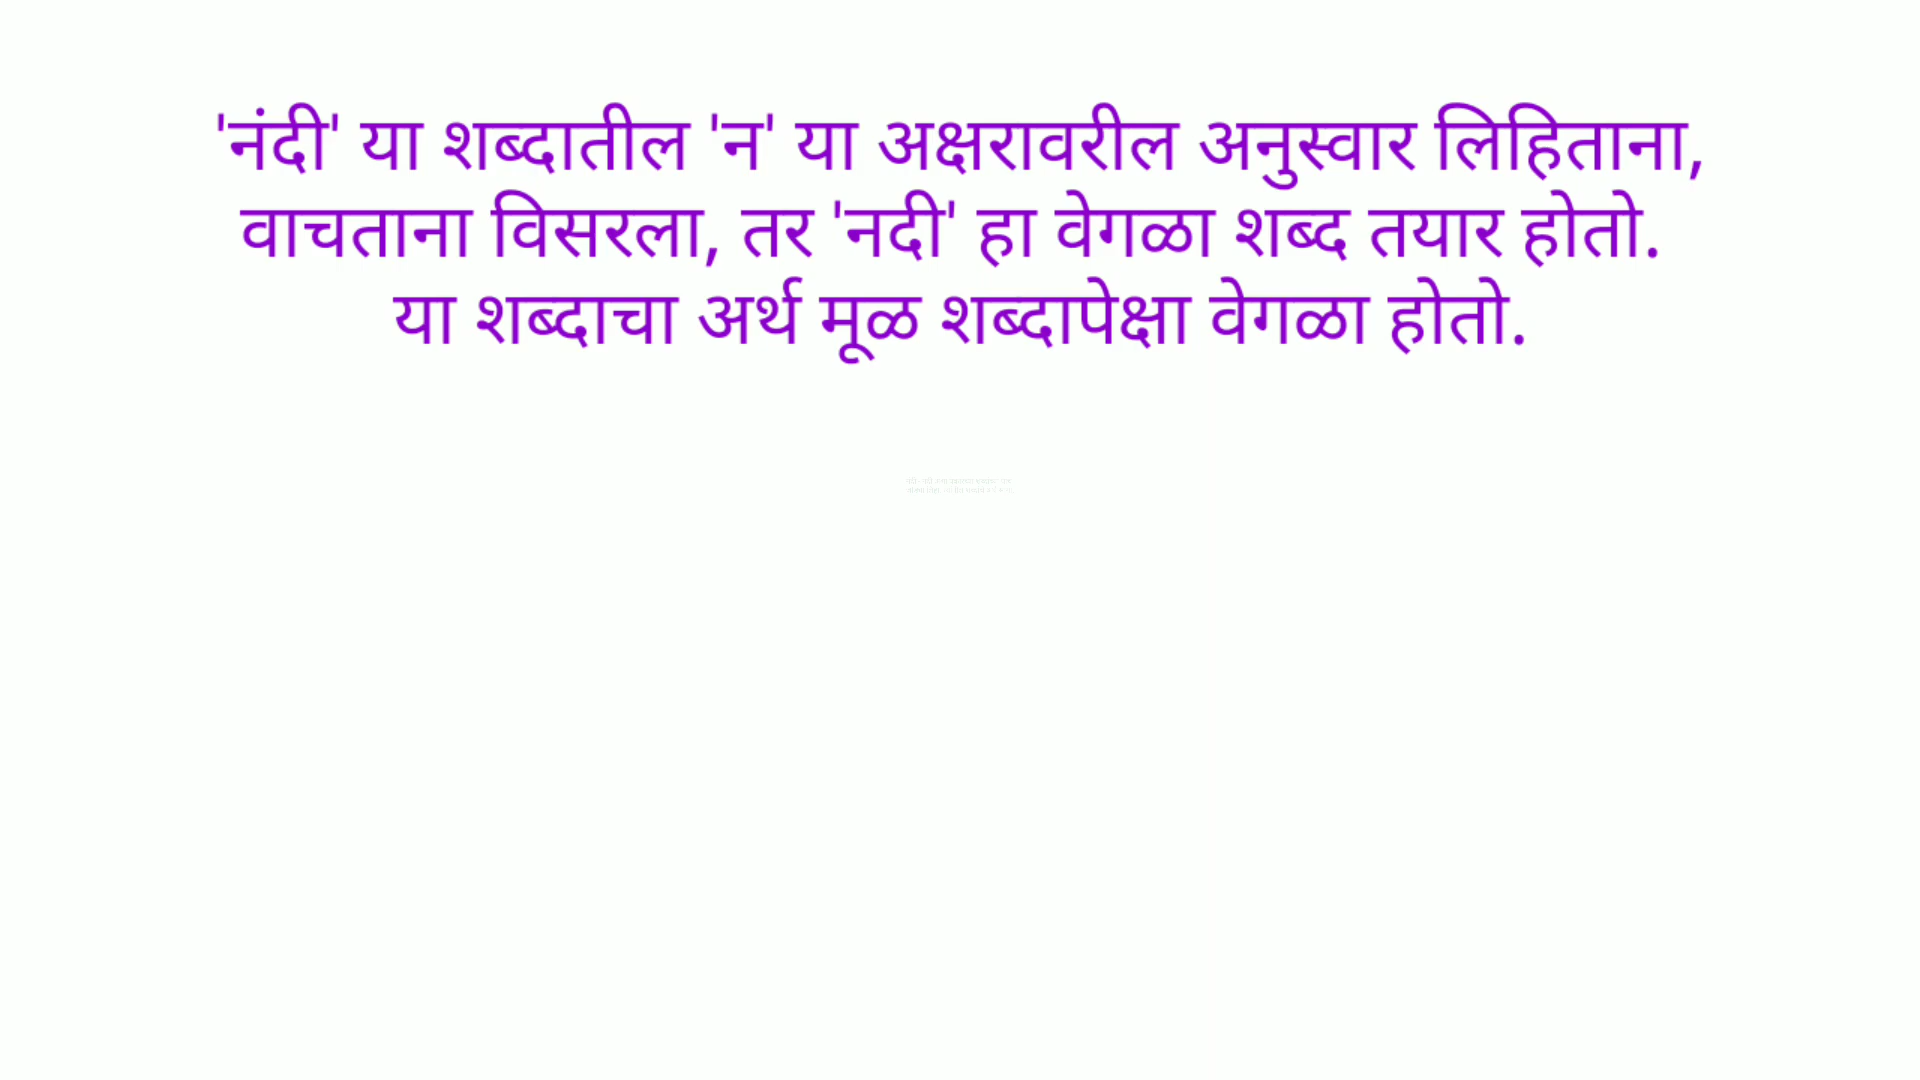 'नंदी' या शब्दातील 'न' या अक्षरावरील अनुस्वार लिहिताना,
वाचताना विसरला, तर 'नदी' हा वेगळा शब्द तयार होतो.
या शब्दाचा अर्थ मूळ शब्दापेक्षा वेगळा होतो.